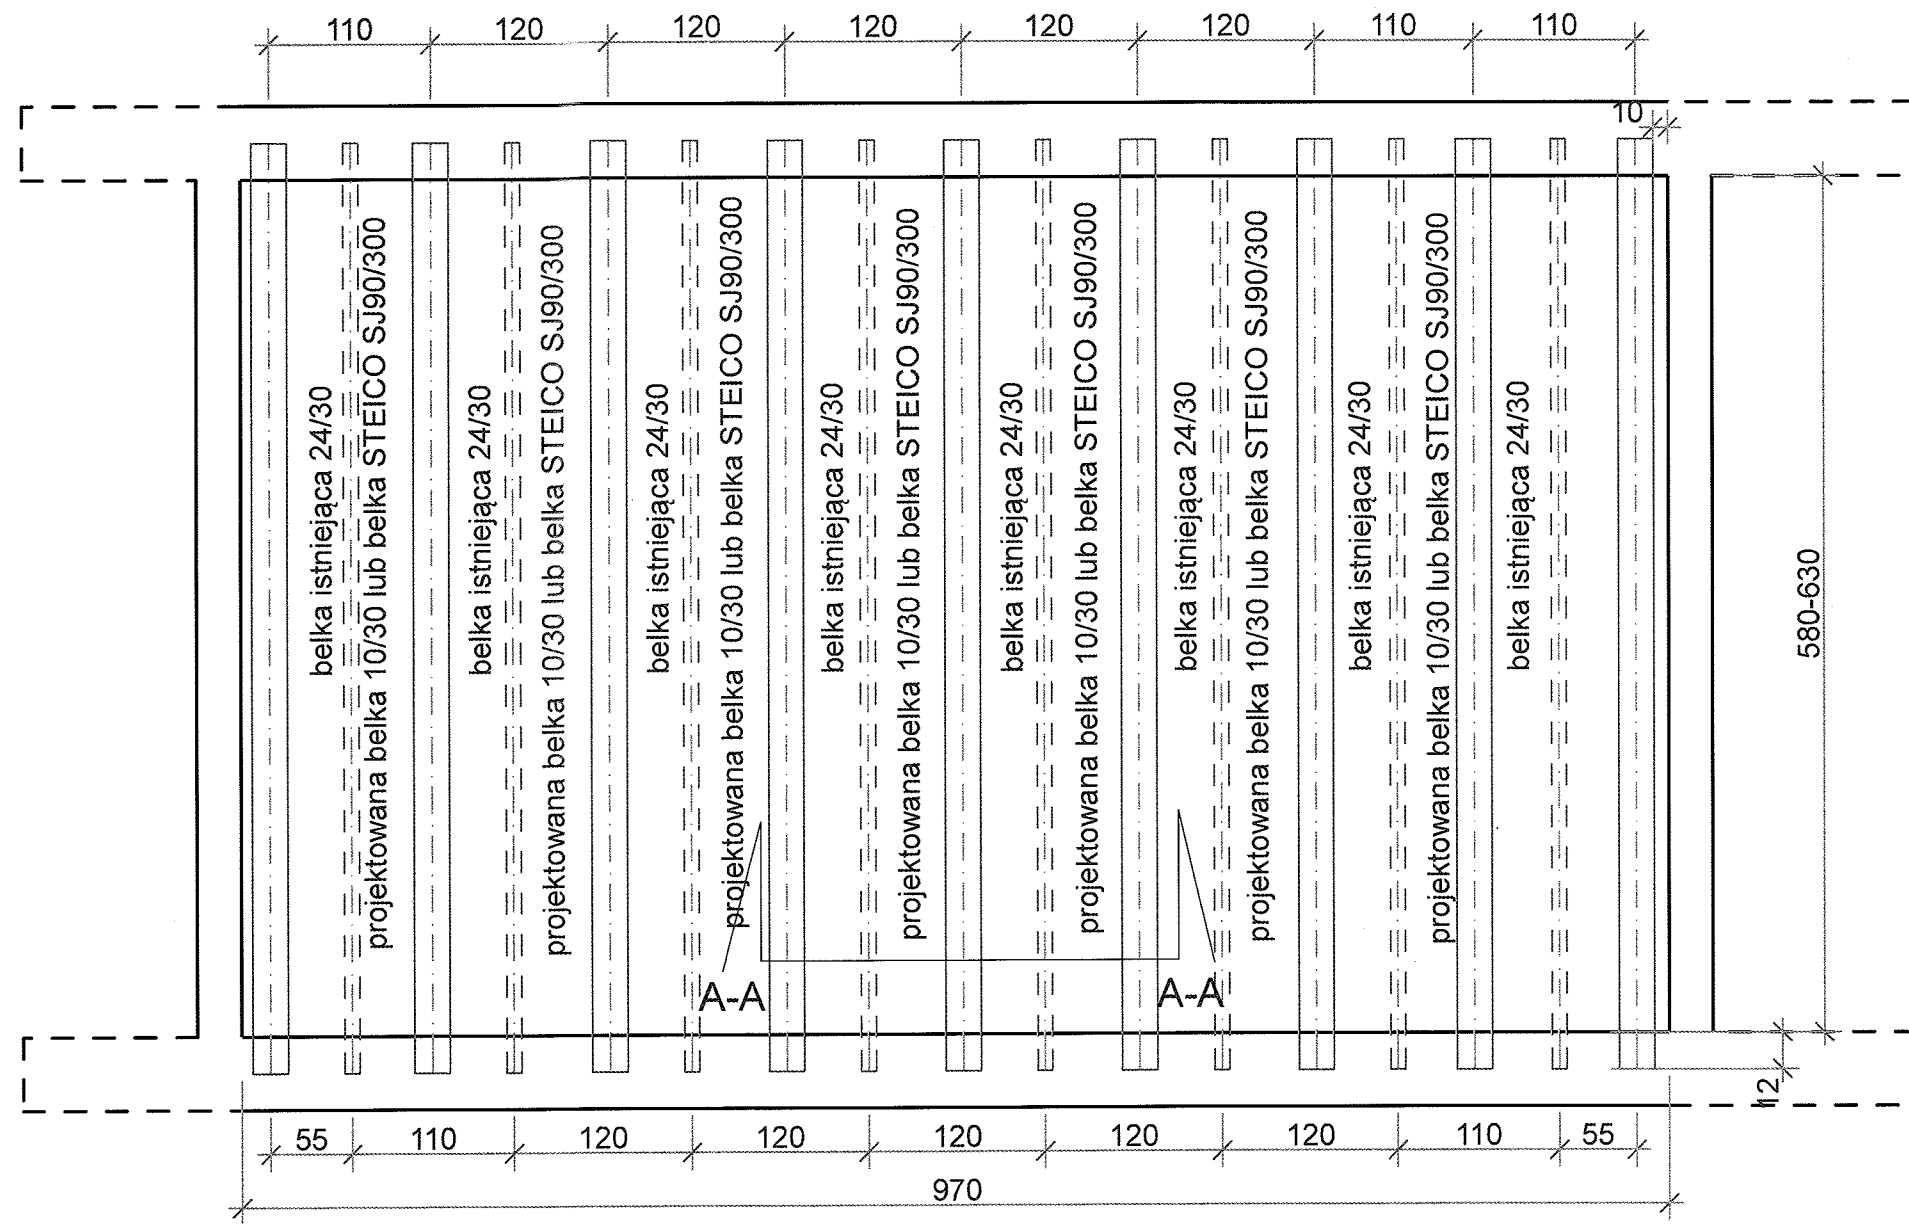 110
120
120
120
120
120
110
110
10
belka istniejąca 24/30
projektowana belka 10/30 lub belka STEICO SJ90/300
belka istniejąca 24/30
projektowana belka 10/30 lub belka STEICO SJ90/300
belka istniejąca 24/30
projektowana belka 10/30 lub belka STEICO SJ90/300
belka istniejąca 24/30
projektowana belka 10/30 lub belka STEICO SJ90/300
belka istniejąca 24/30
projektowana belka 10/30 lub belka STEICO SJ90/300
belka istniejąca 24/30
projektowana belka 10/30 lub belka STEICO SJ90/300
belka istniejąca 24/30
projektowana belka 10/30 lub belka STEICO SJ90/300
belka istniejąca 24/30
580-630
A-A
A-A
12
55
110
120
120
120
120
120
110
55
970